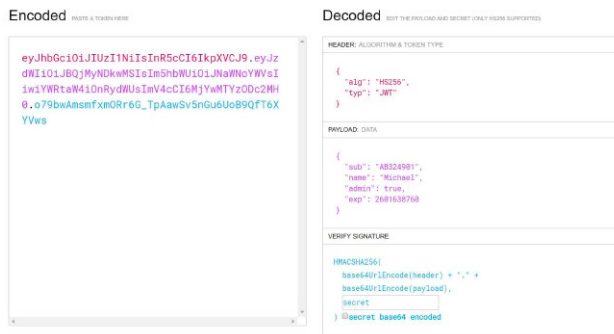 Encoded PASTE A TOKEN HERE
eyJhbGciOiJIUzI1NiIsInR5cCI6IkpXVCJ9.eyJz
dWIiOiJBQjMyNDkwMSIsIm5hbWUiOiJNaWNoYWVsI
iwiYWRtaW4iOnRydWUsImV4cCI6MjYwMTYzODc2MH
0.o79bwAmsmfxmORr6G_TpAawSv5nGu6UoB9QfT6X
YVws
Decoded EDIT THE PAYLOAD AND SECRET (ONLY HS256 SUPPORTED)
HEADER: ALGORITHM & TOKEN TYPE
{
"alg": "HS256",
"typ": "JWT"
}
PAYLOAD: DATA
{
"sub": "AB324901",
"name": "Michael",
"admin": true,
"exp": 2601638760
}
VERIFY SIGNATURE
HMACSHA256(
base64UrlEncode(header) + "." +
base64UrlEncode(payload),
secret
) secret base64 encoded